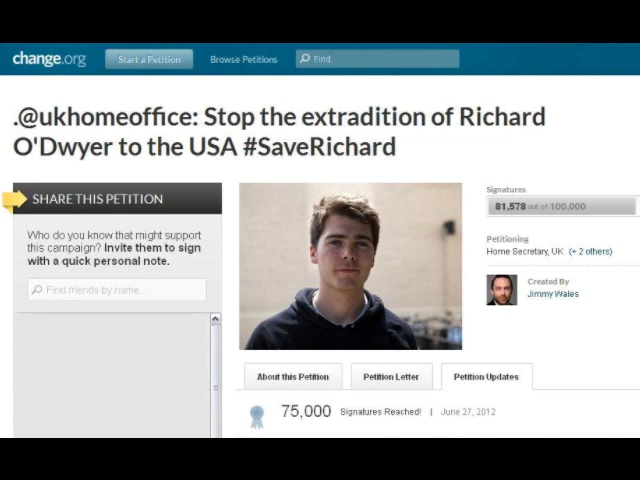 change.org
Start a Petition
Browse Petitions
Find
.@ukhomeoffice: Stop the extradition of Richard
O'Dwyer to the USA #SaveRichard
SHARE THIS PETITION
Who do you know that might support
this campaign? Invite them to sign
with a quick personal note.
Find friends by name...
Signatures
81,578 out of 100,000
Petitioning
Home Secretary, UK (+ 2 others)
Created By
Jimmy Wales
About this Petition
Petition Letter
Petition Updates
75,000 Signatures Reached! | June 27, 2012